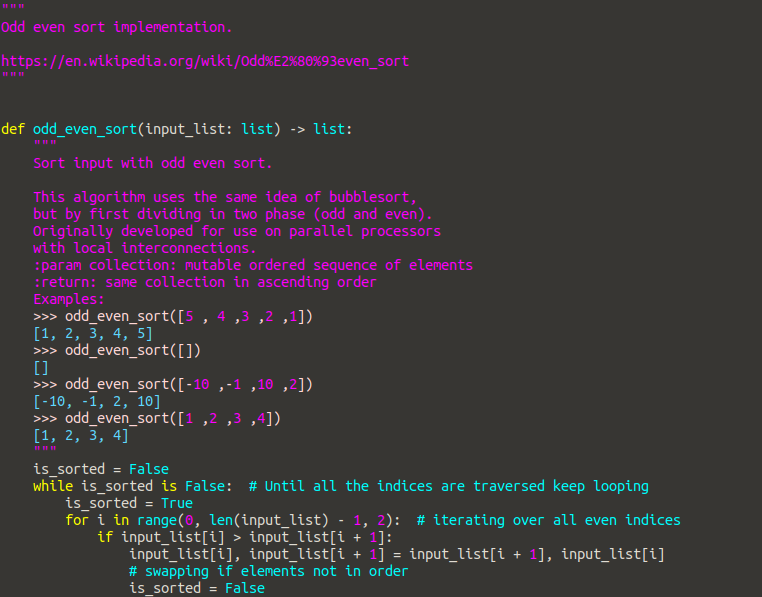 """
Odd even sort implementation.

https://en.wikipedia.org/wiki/Odd%E2%80%93even_sort
"""


def odd_even_sort(input_list: list) -> list:
    """
    Sort input with odd even sort.

    This algorithm uses the same idea of bubblesort,
    but by first dividing in two phase (odd and even).
    Originally developed for use on parallel processors
    with local interconnections.
    :param collection: mutable ordered sequence of elements
    :return: same collection in ascending order
    Examples:
    >>> odd_even_sort([5 , 4 ,3 ,2 ,1])
    [1, 2, 3, 4, 5]
    >>> odd_even_sort([])
    []
    >>> odd_even_sort([-10 ,-1 ,10 ,2])
    [-10, -1, 2, 10]
    >>> odd_even_sort([1 ,2 ,3 ,4])
    [1, 2, 3, 4]
    """
    is_sorted = False
    while is_sorted is False:  # Until all the indices are traversed keep looping
        is_sorted = True
        for i in range(0, len(input_list) - 1, 2):  # iterating over all even indices
            if input_list[i] > input_list[i + 1]:
                input_list[i], input_list[i + 1] = input_list[i + 1], input_list[i]
                # swapping if elements not in order
                is_sorted = False